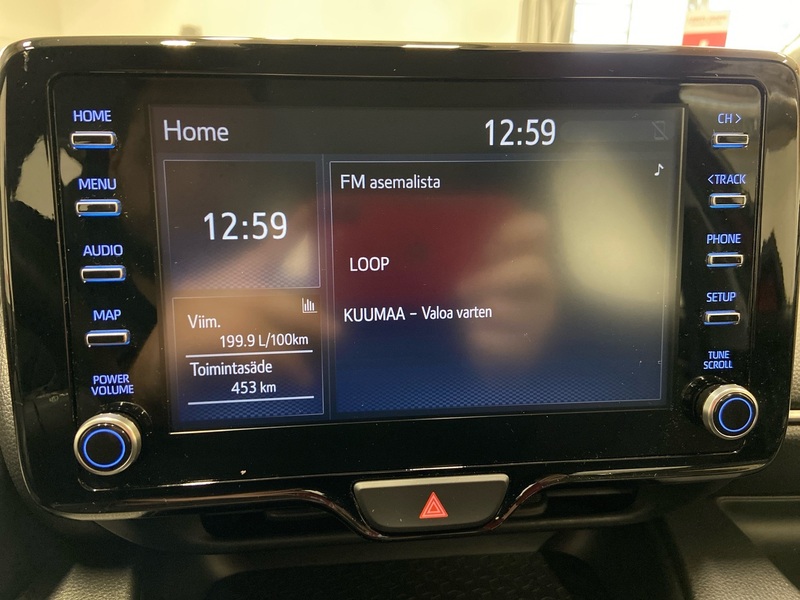 HOME
MENU
AUDIO
MAP
POWER
VOLUME
Home
12:59
12:59
Viim.
199.9 L/100km
Toimintasäde
453 km
FM asemalista
LOOP
KUUMAA - Valoa varten
CH >
<TRACK
PHONE
SETUP
TUNE
SCROLL